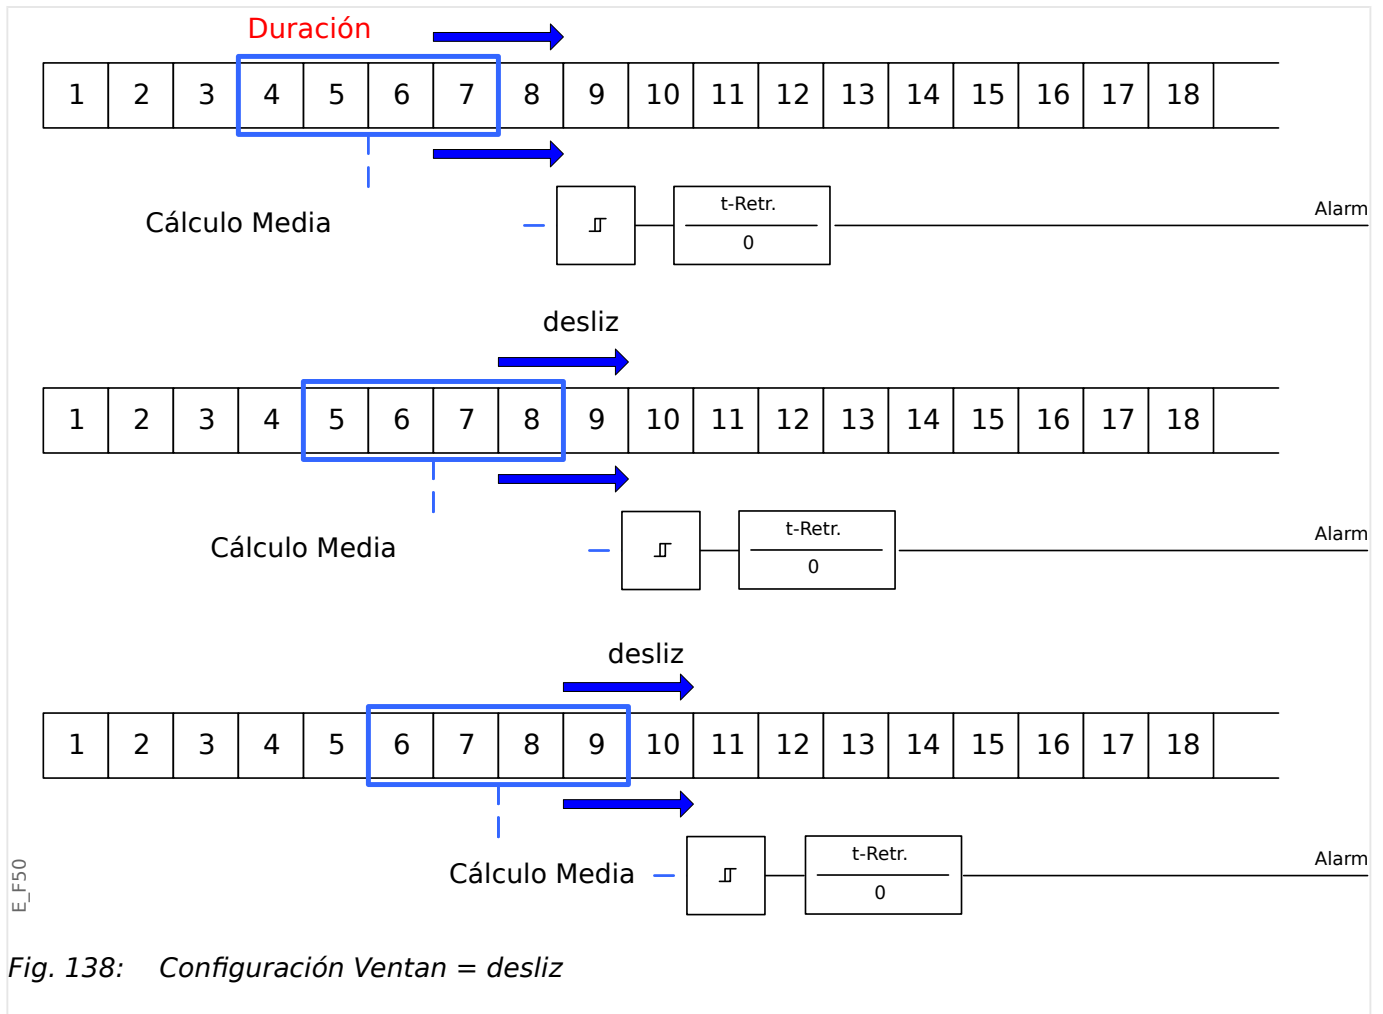 Duración
1 2 3 4 5 6 7 8 9 10 11 12 13 14 15 16 17 18
t-Retr.
Alarm
Cálculo Media
0
desliz
1 2 3 4 5 6 7 8 9 10 11 12 13 14 15 16 17 18
t-Retr.
Alarm
Cálculo Media
0
desliz
1 2 3 4 5 6 7 8 9 10 11 12 13 14 15 16 17 18
t-Retr.
Alarm
Cálculo Media
0
E_F50
Fig. 138: Configuración Ventan = desliz